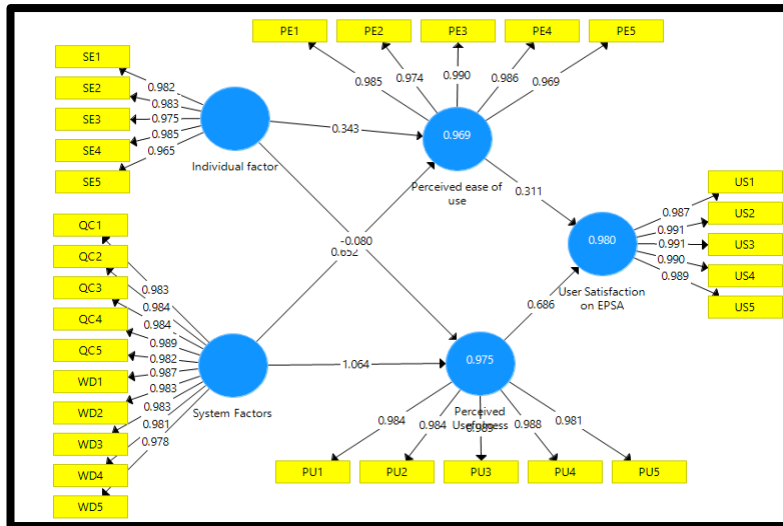 PE1
PE2
PE3
PE4
PE5
SE1
SE2
SE3
SE4
SE5
0.982
0.983
0.975
0.985
0.965
Individual factor
0.985
0.974
0.990
0.986
0.969
0.343
0.969
Perceived ease of
use
-0.080
0.652
0.311
US1
US2
US3
US4
US5
0.987
0.991
0.991
0.990
0.989
0.980
User Satisfaction
on EPSA
0.686
QC1
QC2
QC3
QC4
QC5
WD1
WD2
WD3
WD4
WD5
0.983
0.984
0.984
0.989
0.982
0.987
0.983
0.983
0.981
0.978
System Factors
1.064
0.975
Perceived
Usefulness
0.984
0.984
0.989
0.988
0.981
PU1
PU2
PU3
PU4
PU5